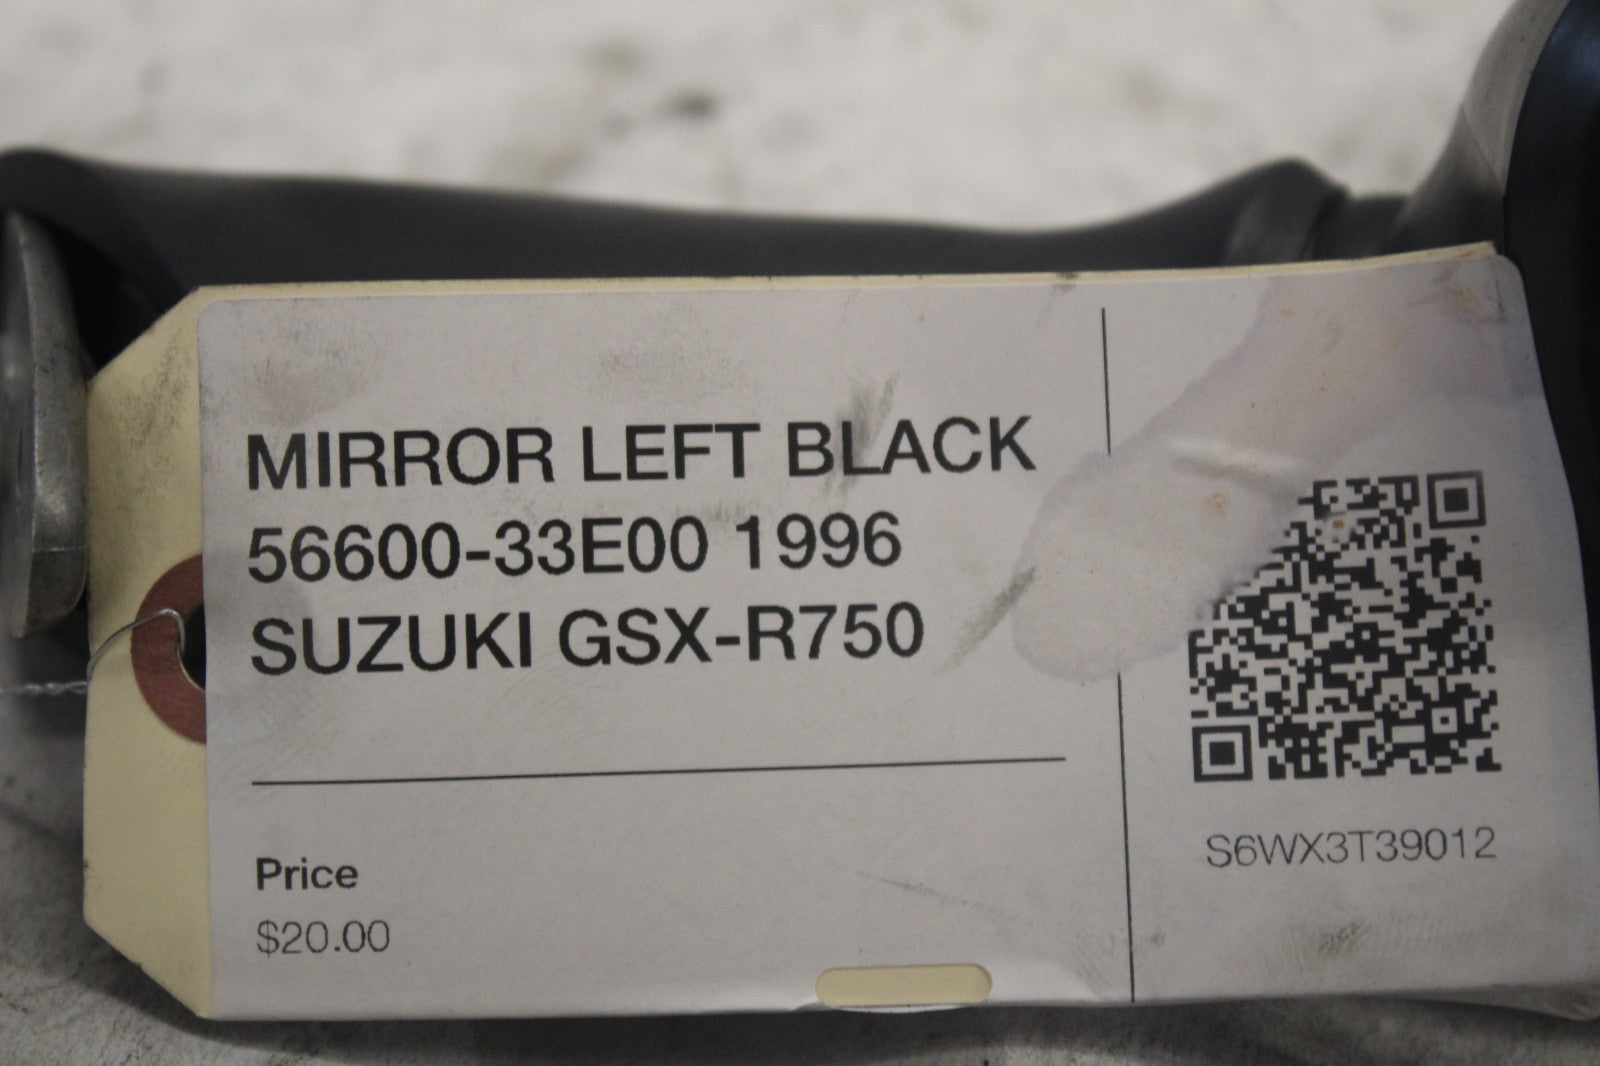 MIRROR LEFT BLACK
56600-33E00 1996
SUZUKI GSX-R750
Price
$20.00
S6WX3T39012